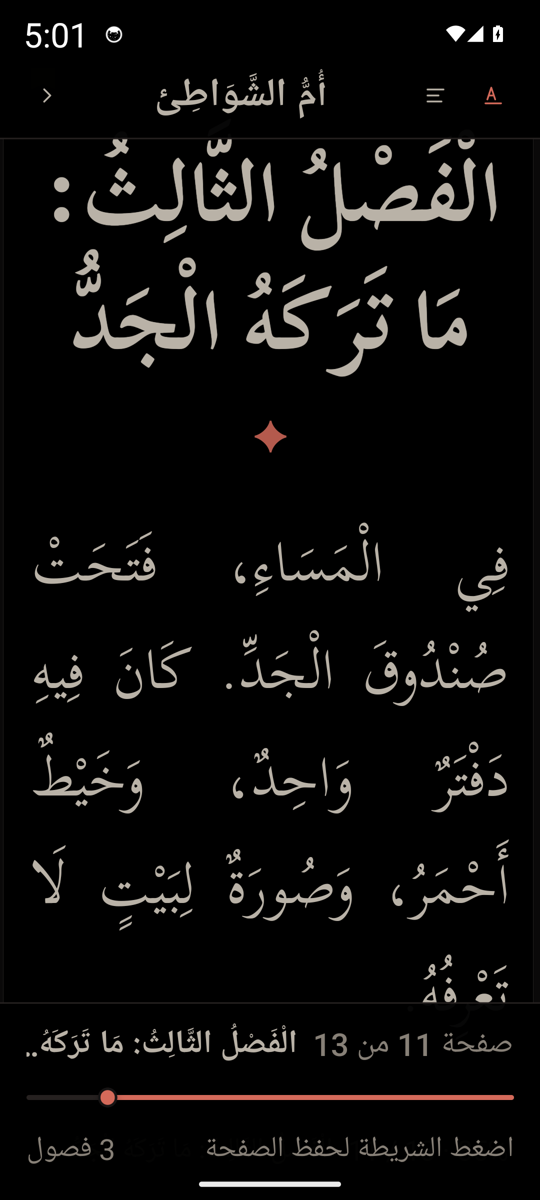 5:01
أُمُّ الشَّوَاطِئ
A
الْفَصْلُ الثَّالِثُ:
مَا تَرَكَهُ الْجَدُّ
فِي الْمَسَاءِ، فَتَحَتْ
صُنْدُوقَ الْجَدِّ. كَانَ فِيهِ
دَفْتَرٌ وَاحِدٌ، وَخَيْطٌ
أَحْمَرُ، وَصُورَةٌ لِبَيْتٍ لَا
تَعْرِفُهُ.
صفحة 11 من 13 الْفَصْلُ الثَّالِثُ: مَا تَرَكَهُ..
اضغط الشريطة لحفظ الصفحة 3 فصول